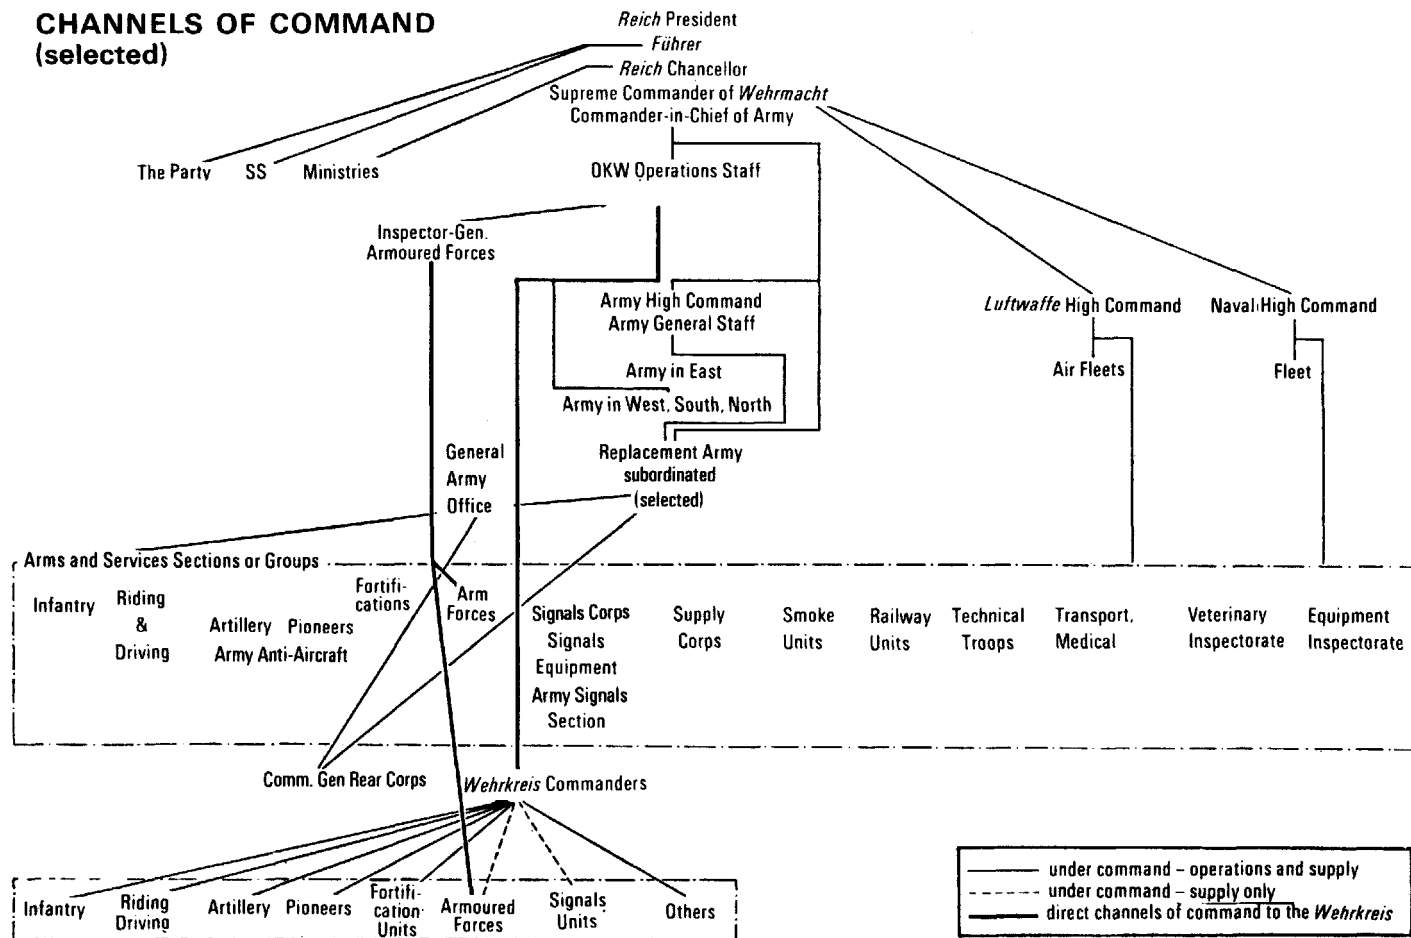 CHANNELS OF COMMAND
(selected)
Reich President
Führer
Reich Chancellor
Supreme Commander of Wehrmacht
Commander-in-Chief of Army
The Party SS Ministries
OKW Operations Staff
Inspector-Gen.
Armoured Forces
Army High Command
Army General Staff
Luftwaffe High Command
Naval High Command
Army in East
Air Fleets
Fleet
Army in West, South, North
General
Army
Office
Replacement Army
subordinated
(selected)
Arms and Services Sections or Groups
Infantry
Riding
&
Driving
Artillery Pioneers
Army Anti-Aircraft
Fortifi-
cations
Arm
Forces
Signals Corps
Signals
Equipment
Army Signals
Section
Supply
Corps
Smoke
Units
Railway
Units
Technical
Troops
Transport,
Medical
Veterinary
Inspectorate
Equipment
Inspectorate
Comm. Gen Rear Corps
Wehrkreis Commanders
Infantry
Riding
Driving
Artillery
Pioneers
Fortifi-
cation-
Units
Armoured
Forces
Signals
Units
Others
under command – operations and supply
under command – supply only
direct channels of command to the Wehrkreis